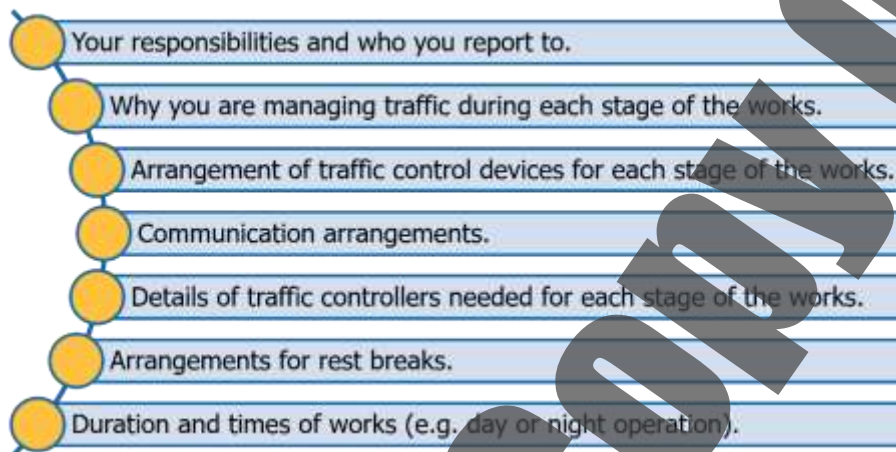 Your responsibilities and who you report to.
Why you are managing traffic during each stage of the works.
Arrangement of traffic control devices for each stage of the works.
Communication arrangements.
Details of traffic controllers needed for each stage of the works.
Arrangements for rest breaks.
Duration and times of works (e.g. day or night operation).